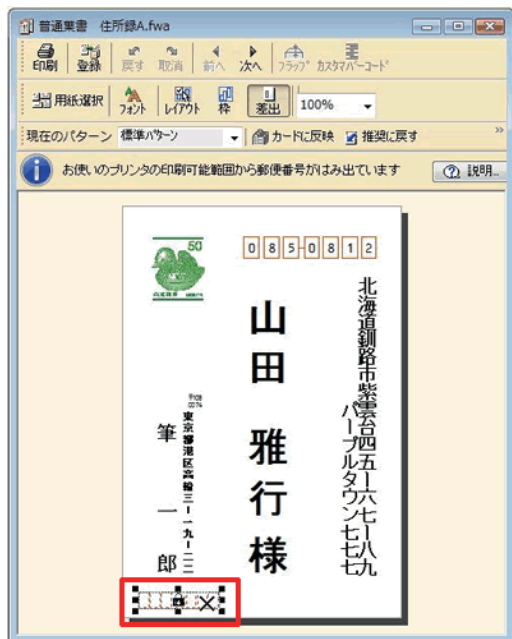 普通葉書 住所録A.fwa
印刷 登録 戻す 取消 前へ 次へ フラップ カスタマバーコード
用紙選択 フォント レイアウト 枠 差出 100%
現在のパターン 標準パターン カードに反映 推奨に戻す
お使いのプリンタの印刷可能範囲から郵便番号がはみ出ています 説明...
50
0 8 5-0 8 1 2
北海道釧路市紫雲台四五ー六七ー八九
パープルタウン七七七
山田 雅行 様
東京都港区高輪三ー一九ー二二
筆 一郎